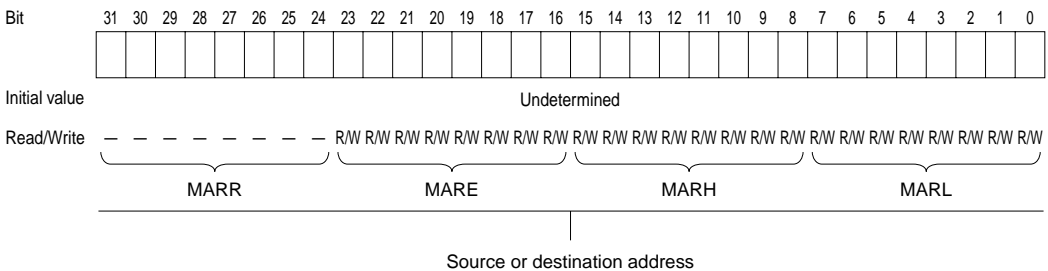 Bit 31 30 29 28 27 26 25 24 23 22 21 20 19 18 17 16 15 14 13 12 11 10 9 8 7 6 5 4 3 2 1 0
Initial value Undetermined
Read/Write — — — — — — — — R/W R/W R/W R/W R/W R/W R/W R/W R/W R/W R/W R/W R/W R/W R/W R/W R/W R/W R/W R/W R/W R/W R/W R/W
MARR MARE MARH MARL
Source or destination address